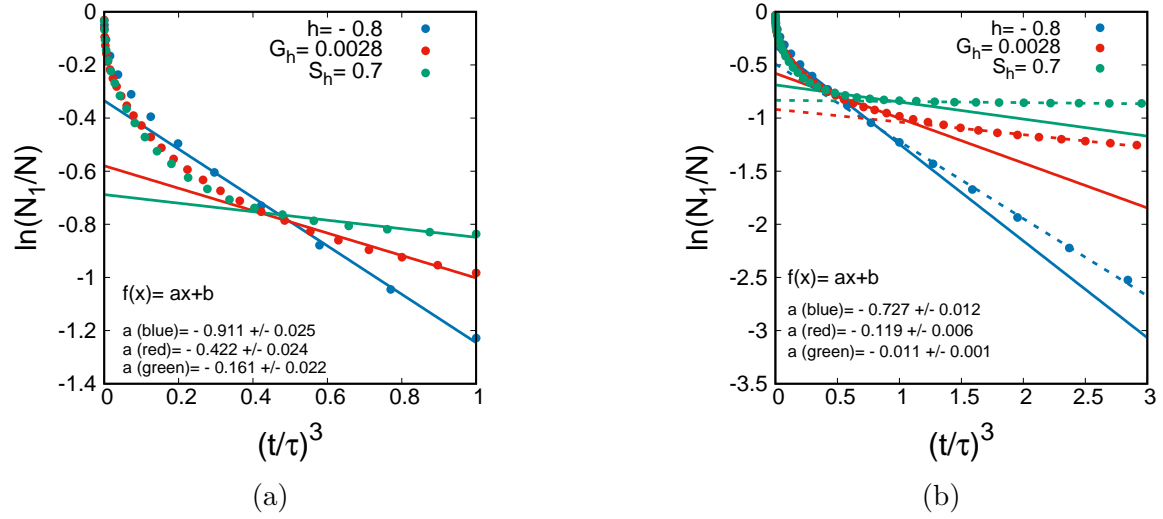 0
-0.2
-0.4
-0.6
-0.8
-1
-1.2
-1.4
ln(N₁/N)
h= - 0.8
G_h= 0.0028
S_h= 0.7
f(x)= ax+b
a (blue)= - 0.911 +/- 0.025
a (red)= - 0.422 +/- 0.024
a (green)= - 0.161 +/- 0.022
0 0.2 0.4 0.6 0.8 1
(t/τ)³
(a)
0
-0.5
-1
-1.5
-2
-2.5
-3
-3.5
ln(N₁/N)
h= - 0.8
G_h= 0.0028
S_h= 0.7
f(x)= ax+b
a (blue)= - 0.727 +/- 0.012
a (red)= - 0.119 +/- 0.006
a (green)= - 0.011 +/- 0.001
0 0.5 1 1.5 2 2.5 3
(t/τ)³
(b)